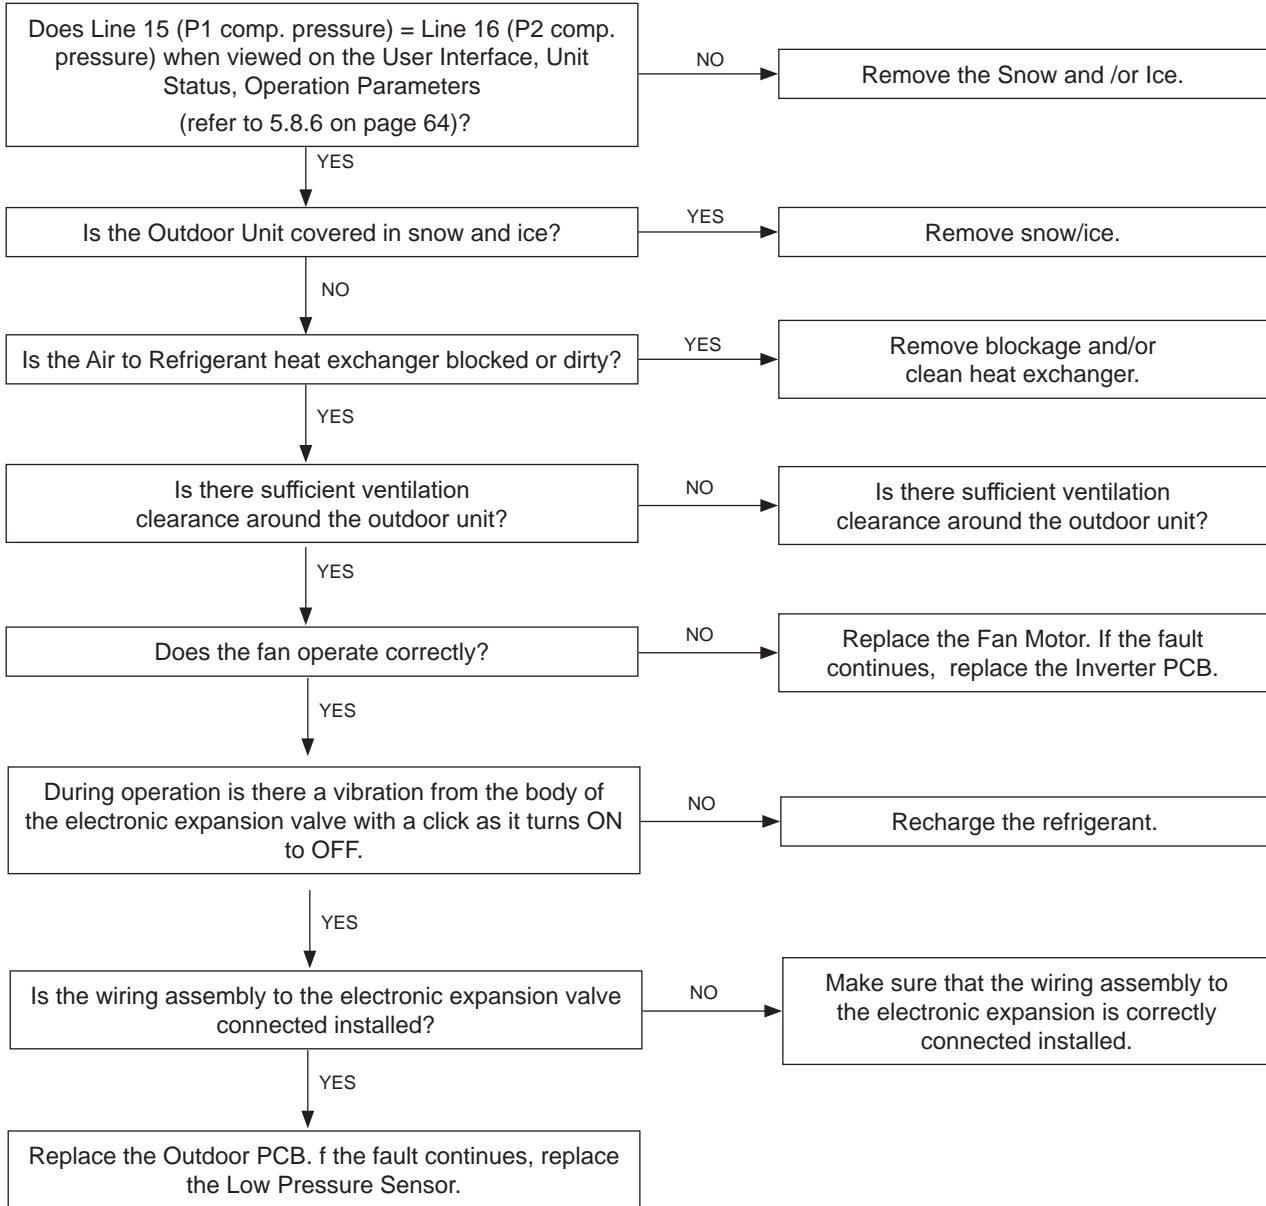 Does Line 15 (P1 comp. pressure) = Line 16 (P2 comp.
pressure) when viewed on the User Interface, Unit
Status, Operation Parameters
(refer to 5.8.6 on page 64)?
NO
Remove the Snow and /or Ice.
YES
Is the Outdoor Unit covered in snow and ice?
YES
Remove snow/ice.
NO
Is the Air to Refrigerant heat exchanger blocked or dirty?
YES
Remove blockage and/or
clean heat exchanger.
YES
Is there sufficient ventilation
clearance around the outdoor unit?
NO
Is there sufficient ventilation
clearance around the outdoor unit?
YES
Does the fan operate correctly?
NO
Replace the Fan Motor. If the fault
continues, replace the Inverter PCB.
YES
During operation is there a vibration from the body of
the electronic expansion valve with a click as it turns ON
to OFF.
NO
Recharge the refrigerant.
YES
Is the wiring assembly to the electronic expansion valve
connected installed?
NO
Make sure that the wiring assembly to
the electronic expansion is correctly
connected installed.
YES
Replace the Outdoor PCB. f the fault continues, replace
the Low Pressure Sensor.